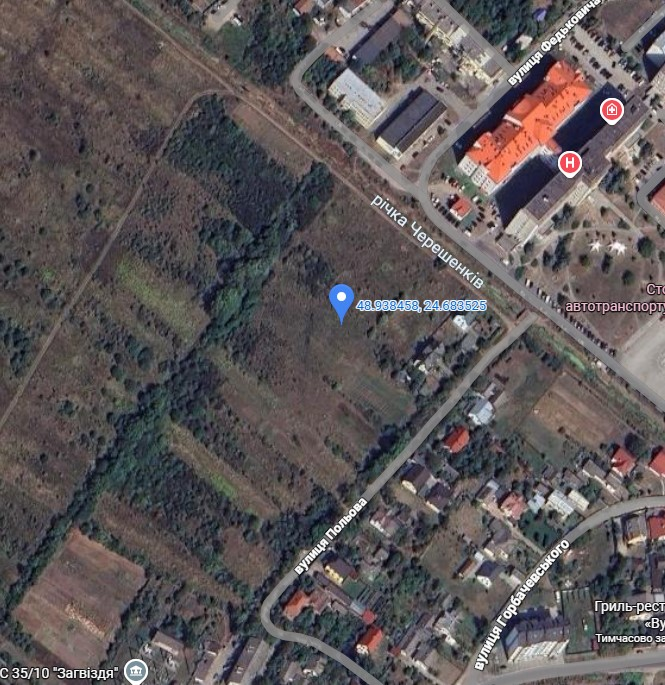 вулиця Федьковича
річка Черешенків
48.938458, 24.683525
Сто
автотранспорту
вулиця Польова
вулиця Горбачевського
Гриль-рест
«Ву
Тимчасово за
С 35/10 "Загвіздя"
H